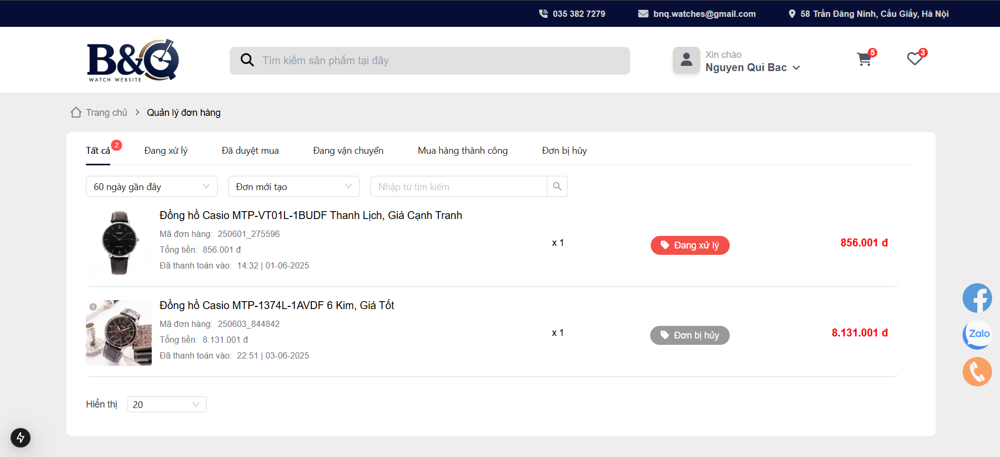 035 382 7279
bnq.watches@gmail.com
58 Trần Đăng Ninh, Cầu Giấy, Hà Nội
B&Q
WATCH WEBSITE
Tìm kiếm sản phẩm tại đây
Xin chào
Nguyen Qui Bac
5
3
Trang chủ
Quản lý đơn hàng
Tất cả
2
Đang xử lý
Đã duyệt mua
Đang vận chuyển
Mua hàng thành công
Đơn bị hủy
60 ngày gần đây
Đơn mới tạo
Nhập từ tìm kiếm
Đồng hồ Casio MTP-VT01L-1BUDF Thanh Lịch, Giá Cạnh Tranh
Mã đơn hàng: 250601_275596
Tổng tiền: 856.001 đ
Đã thanh toán vào: 14:32 | 01-06-2025
x 1
Đang xử lý
856.001 đ
Đồng hồ Casio MTP-1374L-1AVDF 6 Kim, Giá Tốt
Mã đơn hàng: 250603_844842
Tổng tiền: 8.131.001 đ
Đã thanh toán vào: 22:51 | 03-06-2025
x 1
Đơn bị hủy
8.131.001 đ
Zalo
Hiển thị
20